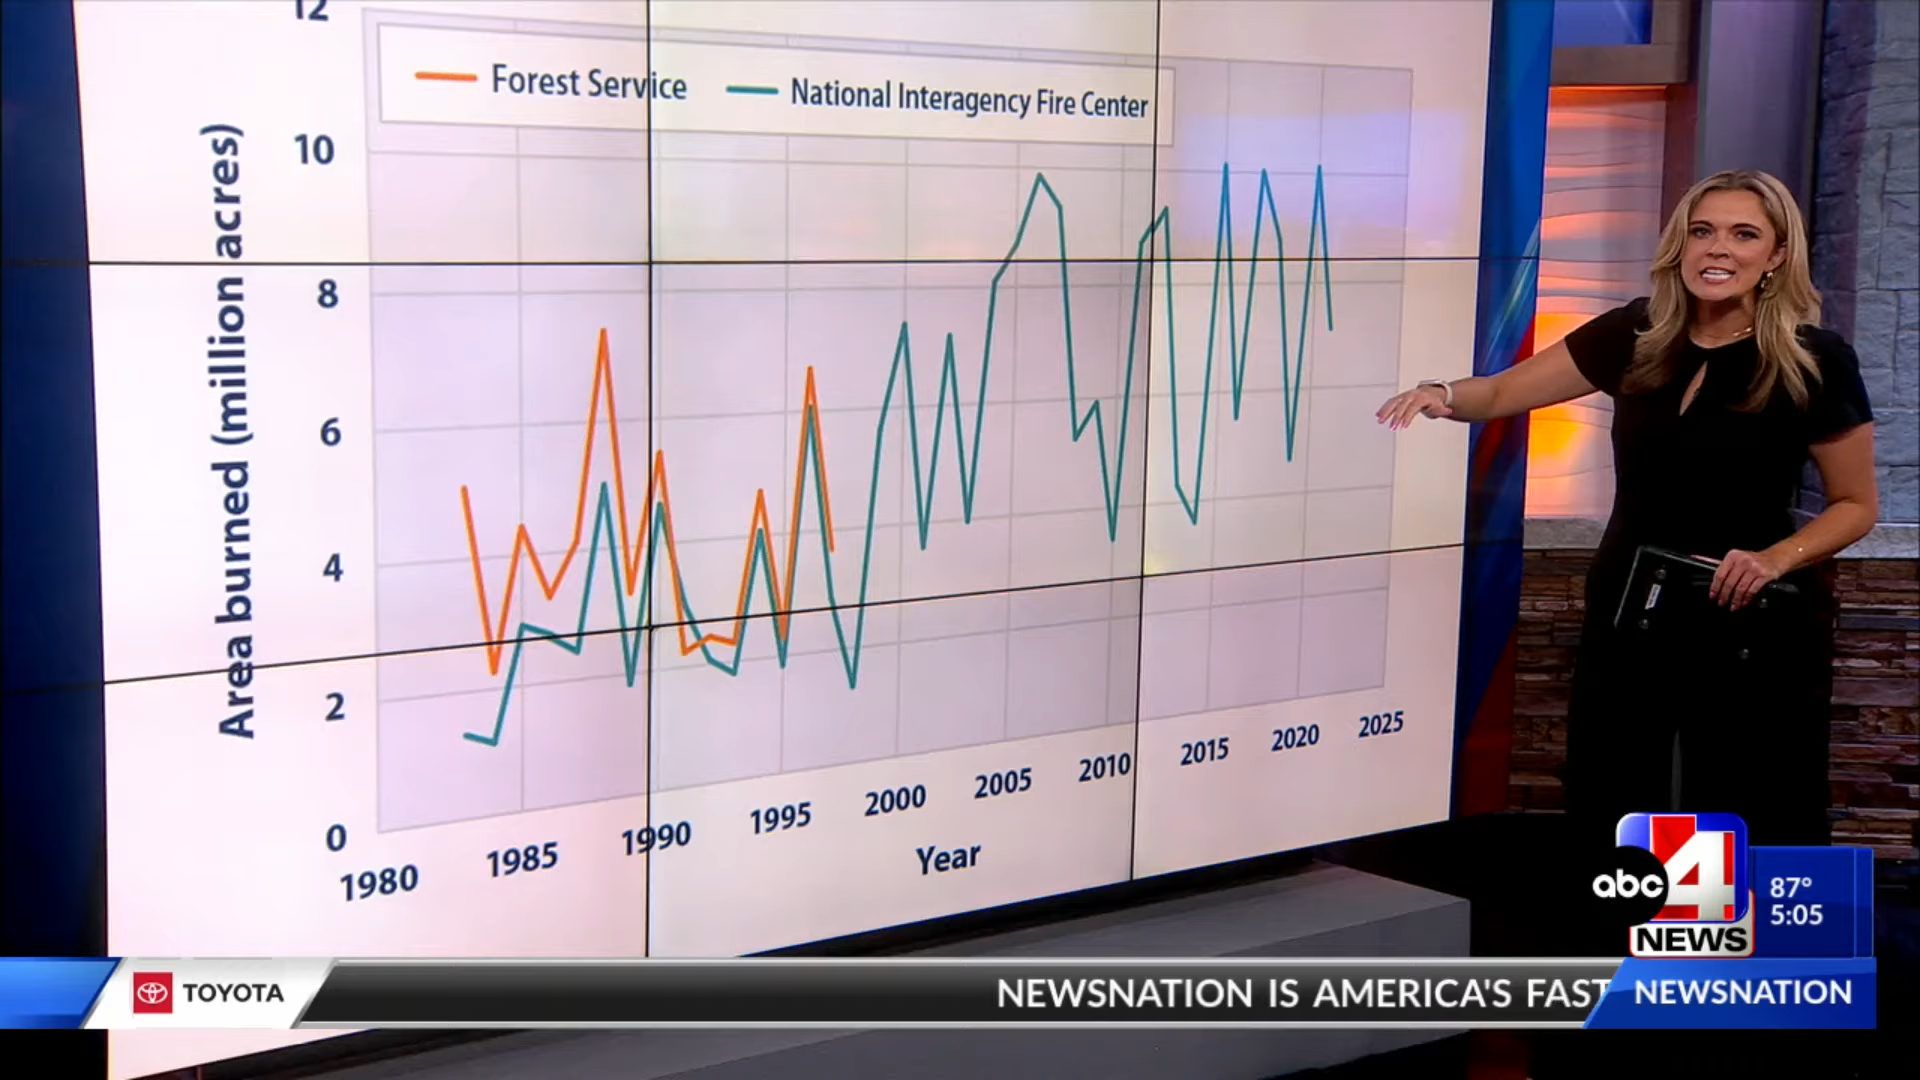 12
Forest Service
National Interagency Fire Center
10
8
6
4
2
0
Area burned (million acres)
1980
1985
1990
1995
2000
2005
2010
2015
2020
2025
Year
abc
4
NEWS
87°
5:05
TOYOTA
NEWSNATION IS AMERICA'S FAST
NEWSNATION